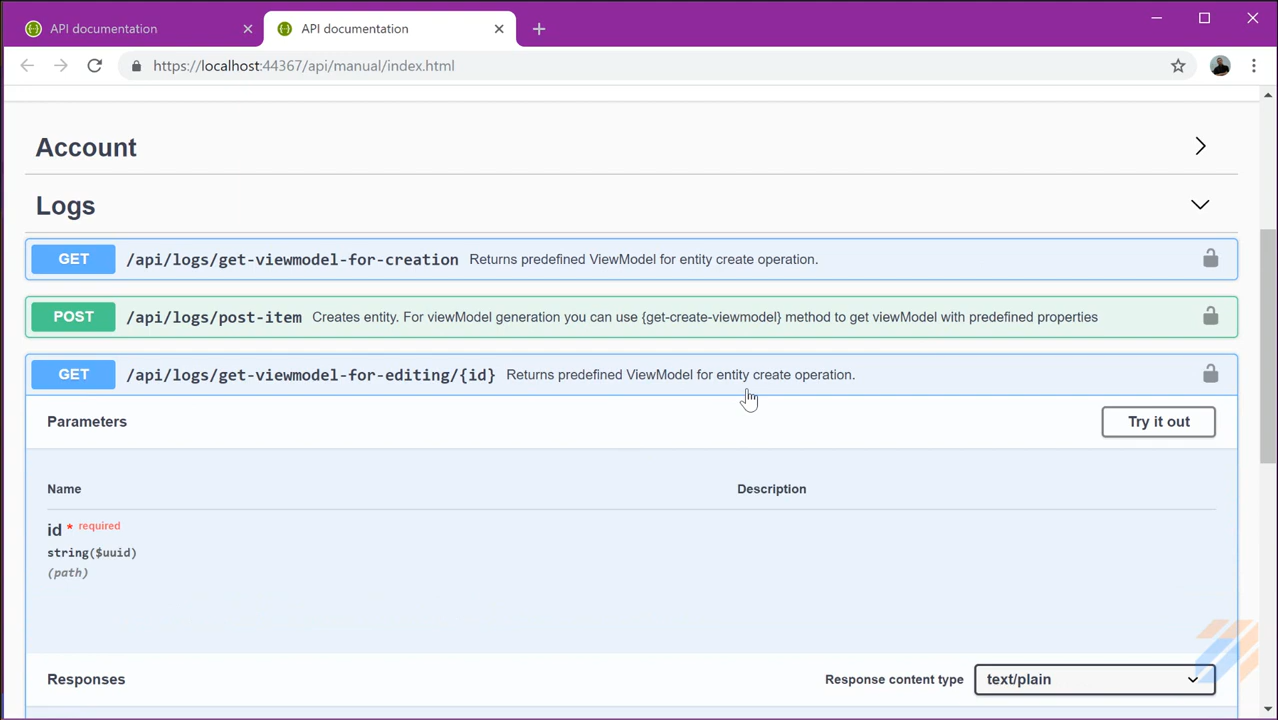 API documentation
API documentation
https://localhost:44367/api/manual/index.html
Account
Logs
GET /api/logs/get-viewmodel-for-creation Returns predefined ViewModel for entity create operation.
POST /api/logs/post-item Creates entity. For viewModel generation you can use {get-create-viewmodel} method to get viewModel with predefined properties
GET /api/logs/get-viewmodel-for-editing/{id} Returns predefined ViewModel for entity create operation.
Parameters Try it out
Name Description
id * required
string($uuid)
(path)
Responses Response content type text/plain